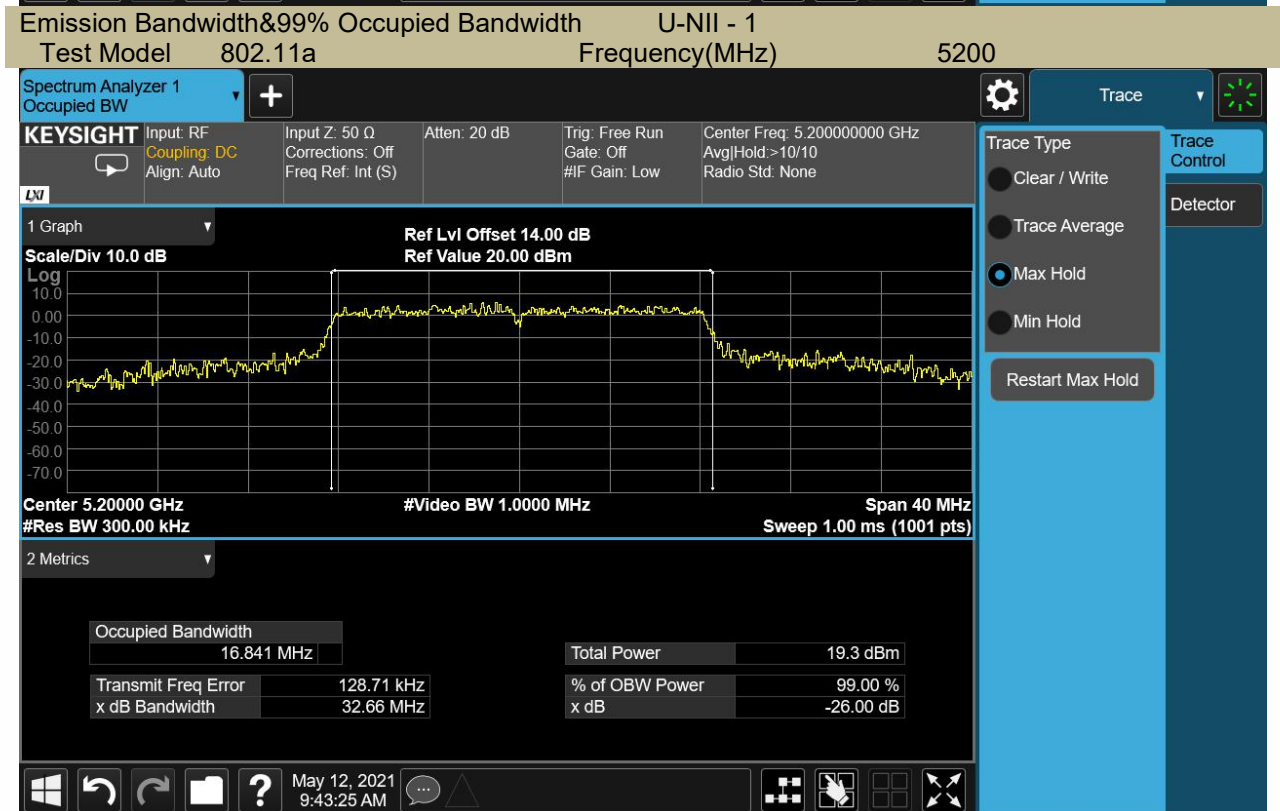 Emission Bandwidth&99% Occupied Bandwidth U-NII - 1
Test Model 802.11a Frequency(MHz) 5200
Spectrum Analyzer 1
Occupied BW
+
Trace
KEYSIGHT
LXI
Input: RF
Coupling: DC
Align: Auto
Input Z: 50 Ω
Corrections: Off
Freq Ref: Int (S)
Atten: 20 dB
Trig: Free Run
Gate: Off
#IF Gain: Low
Center Freq: 5.200000000 GHz
Avg|Hold:>10/10
Radio Std: None
Trace Type
Clear / Write
Trace Average
Max Hold
Min Hold
Restart Max Hold
Trace
Control
Detector
1 Graph
Scale/Div 10.0 dB
Ref Lvl Offset 14.00 dB
Ref Value 20.00 dBm
Log
10.0
0.00
-10.0
-20.0
-30.0
-40.0
-50.0
-60.0
-70.0
Center 5.20000 GHz #Video BW 1.0000 MHz Span 40 MHz
#Res BW 300.00 kHz Sweep 1.00 ms (1001 pts)
2 Metrics
Occupied Bandwidth
16.841 MHz
Total Power 19.3 dBm
Transmit Freq Error 128.71 kHz % of OBW Power 99.00 %
x dB Bandwidth 32.66 MHz x dB -26.00 dB
?
May 12, 2021
9:43:25 AM